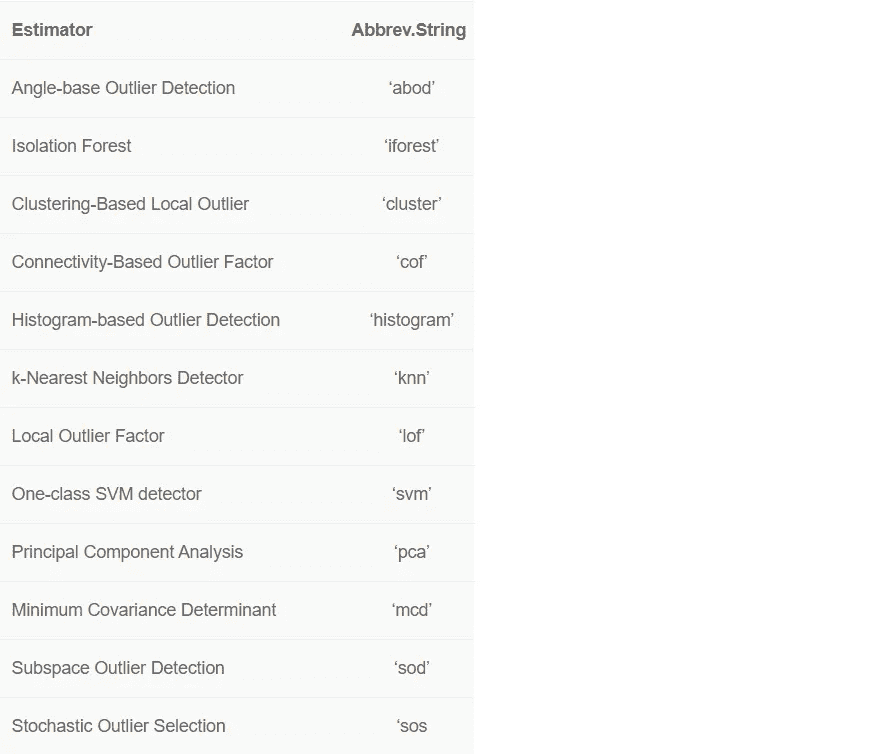 Estimator Abbrev.String
Angle-base Outlier Detection ‘abod’
Isolation Forest ‘iforest’
Clustering-Based Local Outlier ‘cluster’
Connectivity-Based Outlier Factor ‘cof’
Histogram-based Outlier Detection ‘histogram’
k-Nearest Neighbors Detector ‘knn’
Local Outlier Factor ‘lof’
One-class SVM detector ‘svm’
Principal Component Analysis ‘pca’
Minimum Covariance Determinant ‘mcd’
Subspace Outlier Detection ‘sod’
Stochastic Outlier Selection ‘sos